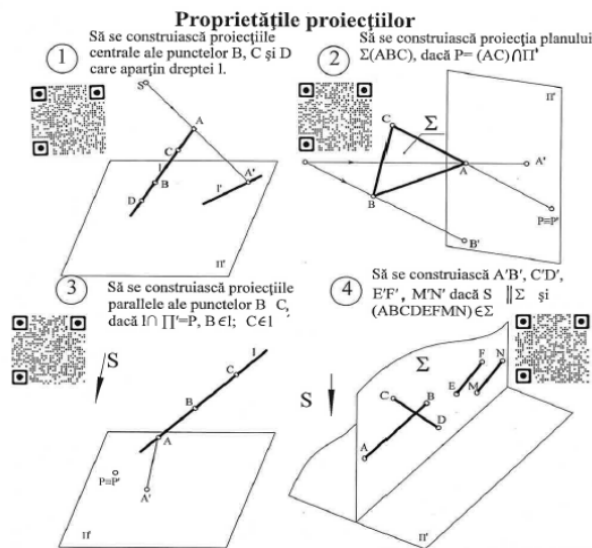 Proprietățile proiecțiilor
1
Să se construiască proiecțiile
centrale ale punctelor B, C și D
care aparțin dreptei l.
S
A
C
l
B
D
A'
l'
Π'
2
Să se construiască proiecția planului
Σ(ABC), dacă P= (AC)∩Π'
Π'
C
Σ
A
A'
B
P≡P'
B'
3
Să se construiască proiecțiile
parallele ale punctelor B C,
dacă l∩ Π'=P, B∈l; C∈l
S
l
C
B
A
P≡P'
A'
Π'
4
Să se construiască A'B', C'D',
E'F' , M'N' dacă S ∥Σ și
(ABCDEFMN)∈Σ
S
Σ
F
N
C
B
E
M
D
A
Π'